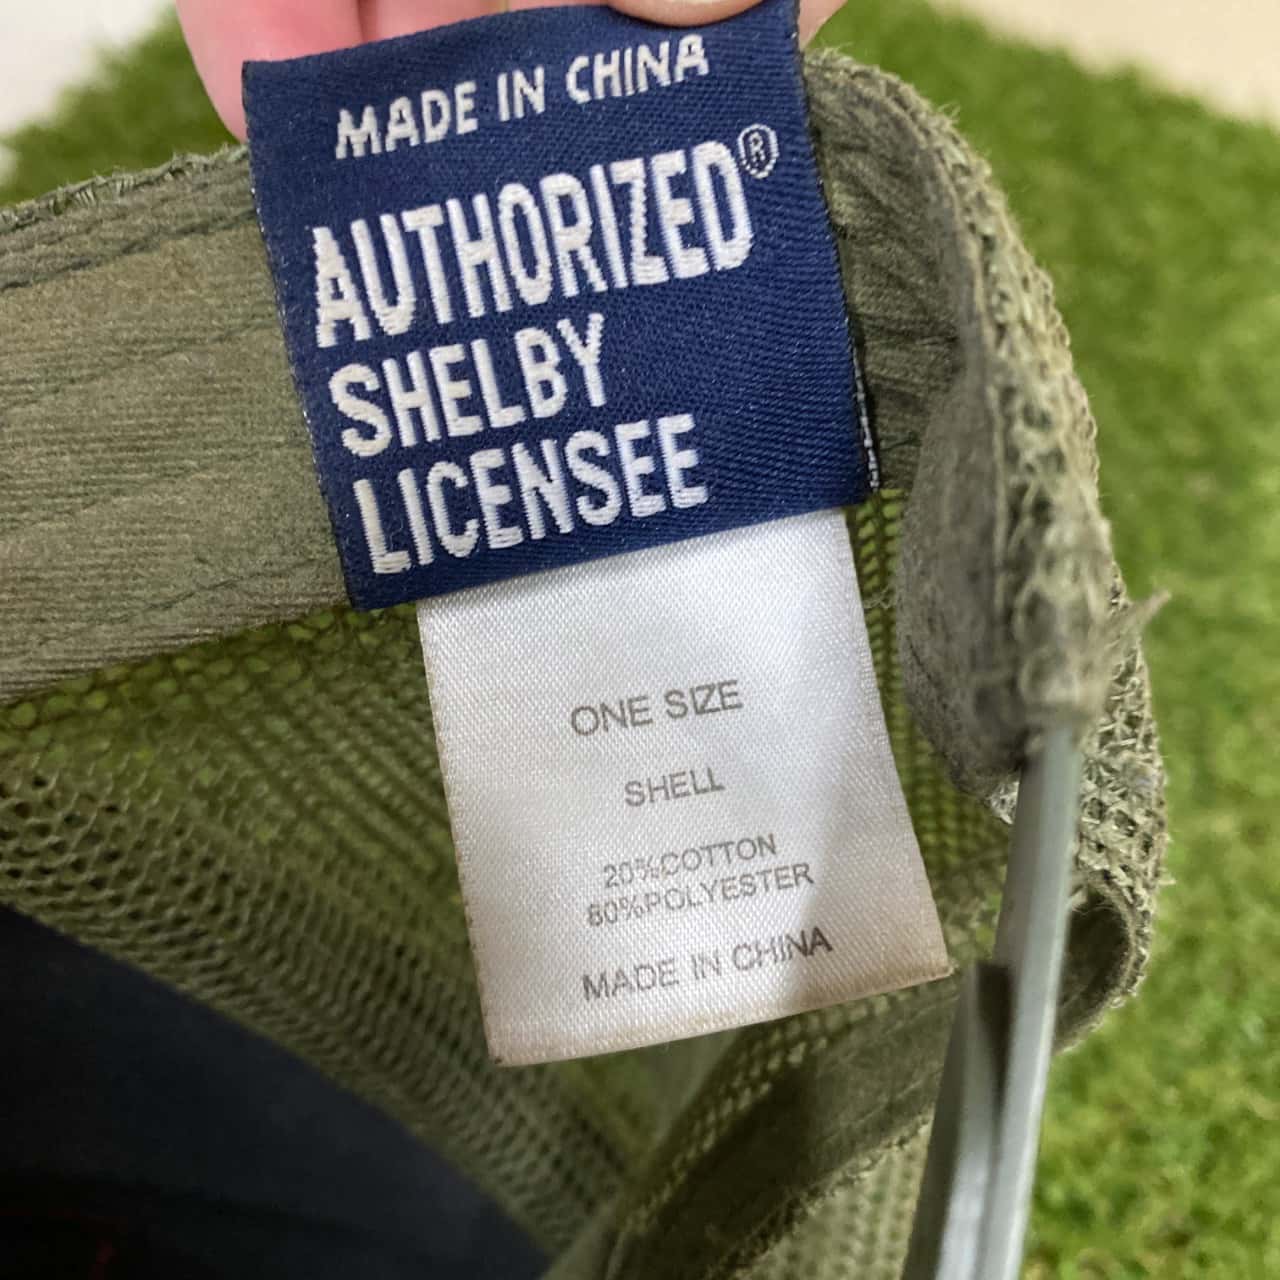 MADE IN CHINA
AUTHORIZED®
SHELBY
LICENSEE
ONE SIZE
SHELL
20%COTTON
80%POLYESTER
MADE IN CHINA